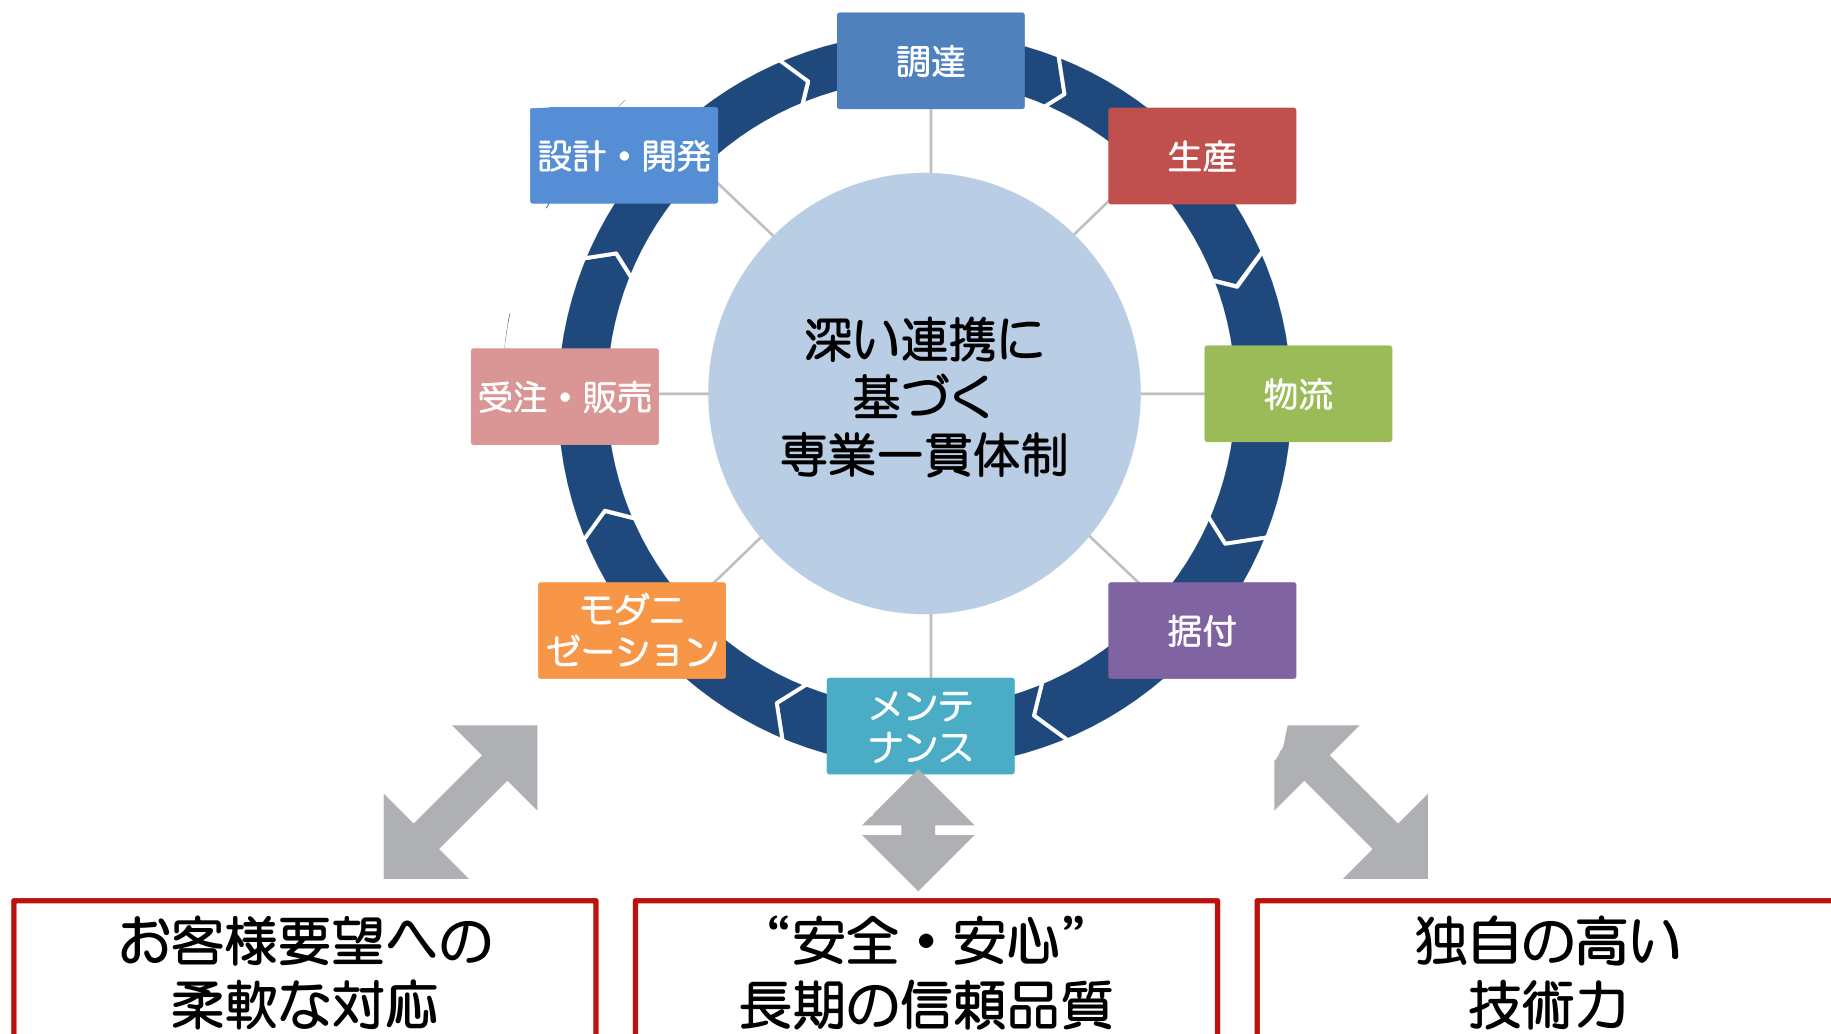 調達
設計・開発
生産
受注・販売
深い連携に
基づく
専業一貫体制
物流
モダニ
ゼーション
据付
メンテ
ナンス
お客様要望への
柔軟な対応
“安全・安心”
長期の信頼品質
独自の高い
技術力